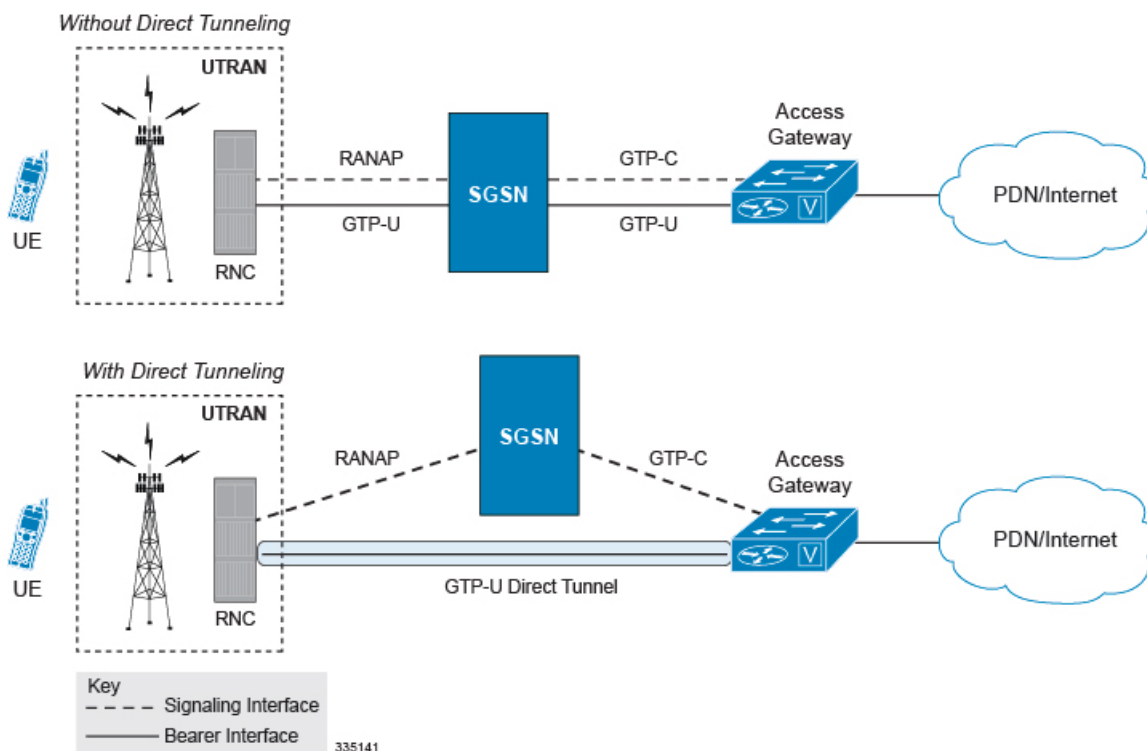 Without Direct Tunneling
UTRAN
UE
RNC
RANAP
GTP-U
SGSN
GTP-C
GTP-U
Access
Gateway
V
PDN/Internet
With Direct Tunneling
UTRAN
UE
RNC
RANAP
SGSN
GTP-C
GTP-U Direct Tunnel
Access
Gateway
V
PDN/Internet
Key
Signaling Interface
Bearer Interface
335141